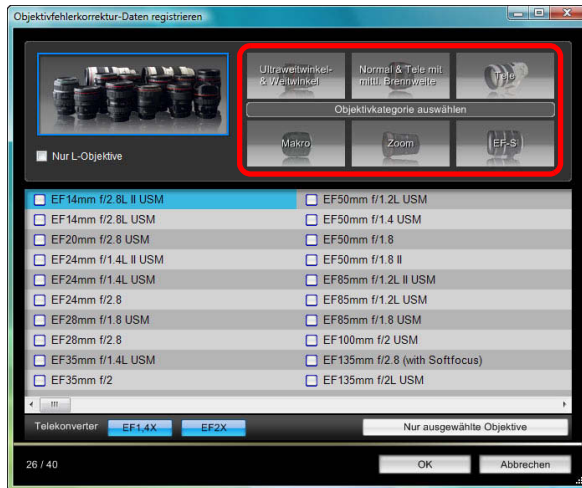 Objektivfehlerkorrektur-Daten registrieren
Ultraweitwinkel-
& Weitwinkel
Normal & Tele mit
mittl. Brennweite
Tele
Objektivkategorie auswählen
Makro
Zoom
EF-S
Nur L-Objektive
EF14mm f/2.8L II USM
EF14mm f/2.8L USM
EF20mm f/2.8 USM
EF24mm f/1.4L II USM
EF24mm f/1.4L USM
EF24mm f/2.8
EF28mm f/1.8 USM
EF28mm f/2.8
EF35mm f/1.4L USM
EF35mm f/2
EF50mm f/1.2L USM
EF50mm f/1.4 USM
EF50mm f/1.8
EF50mm f/1.8 II
EF85mm f/1.2L II USM
EF85mm f/1.2L USM
EF85mm f/1.8 USM
EF100mm f/2 USM
EF135mm f/2.8 (with Softfocus)
EF135mm f/2L USM
Telekonverter
EF1,4X
EF2X
Nur ausgewählte Objektive
26 / 40
OK
Abbrechen